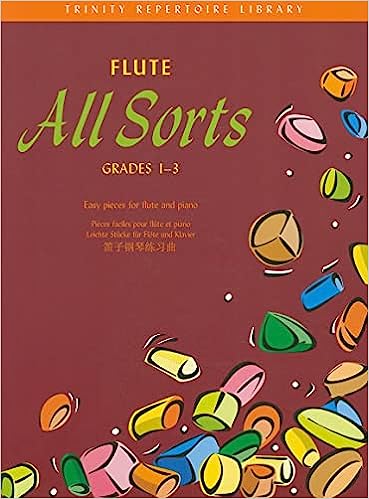 TRINITY REPERTOIRE LIBRARY
FLUTE
All Sorts
GRADES 1–3
Easy pieces for flute and piano
Pièces faciles pour flûte et piano
Leichte Stücke für Flöte und Klavier
笛子钢琴练习曲